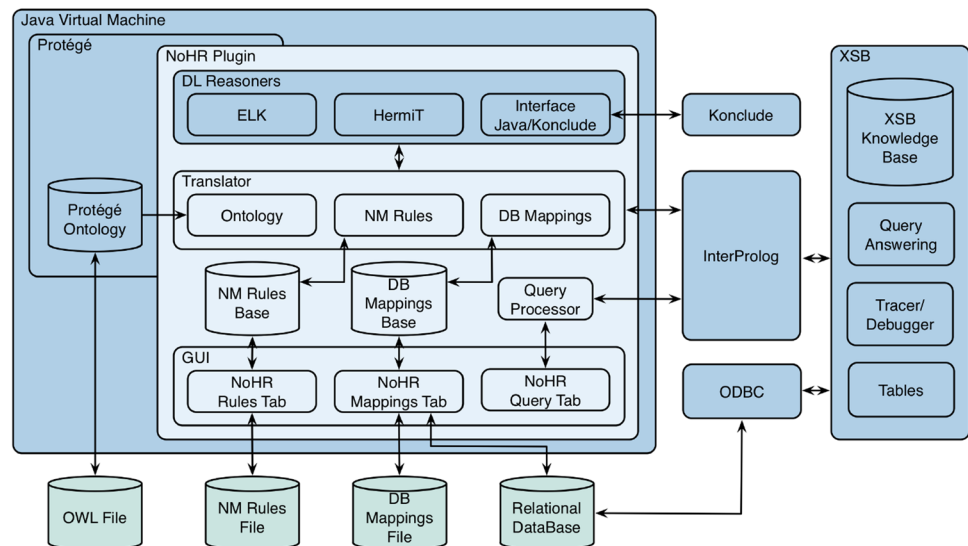 Java Virtual Machine
Protégé
NoHR Plugin
XSB
DL Reasoners
ELK
HermiT
Interface
Java/Konclude
Konclude
XSB
Knowledge
Base
Translator
Protégé
Ontology
Ontology
NM Rules
DB Mappings
InterProlog
Query
Answering
NM Rules
Base
DB
Mappings
Base
Query
Processor
Tracer/
Debugger
GUI
NoHR
Rules Tab
NoHR
Mappings Tab
NoHR
Query Tab
ODBC
Tables
OWL File
NM Rules
File
DB
Mappings
File
Relational
DataBase